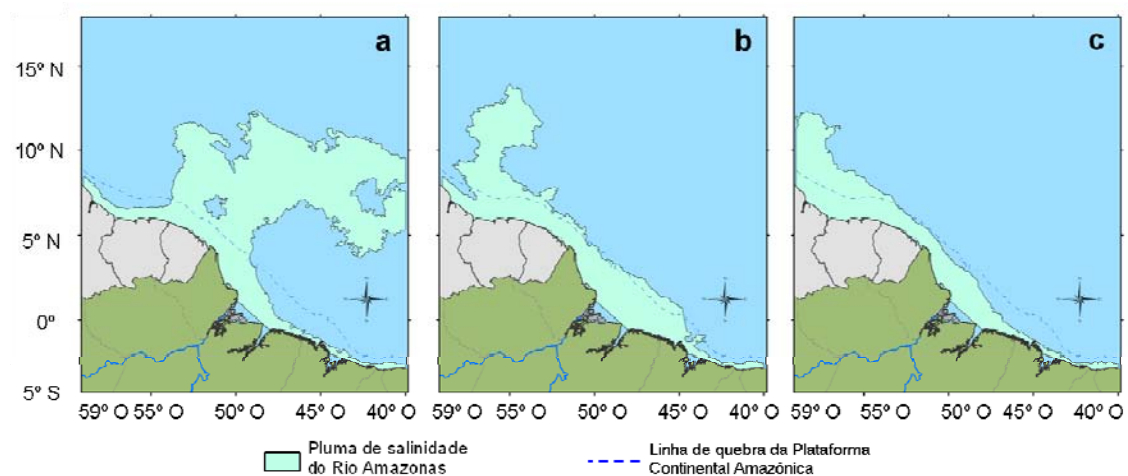 a
b
c
15º N
10º N
5º N
0º
5º S
59º O 55º O 50º O 45º O 40º O
59º O 55º O 50º O 45º O 40º O
59º O 55º O 50º O 45º O 40º O
Pluma de salinidade
do Rio Amazonas
Linha de quebra da Plataforma
Continental Amazônica